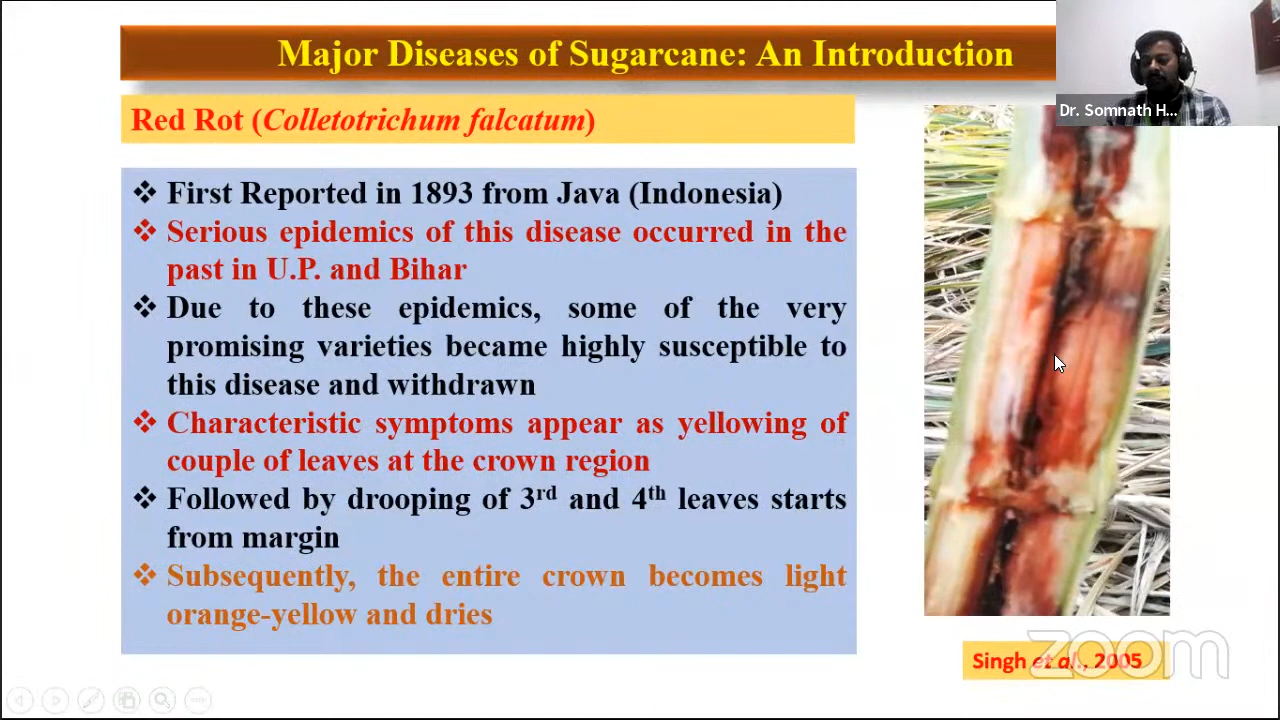 Major Diseases of Sugarcane: An Introduction
Dr. Somnath H...
Red Rot (Colletotrichum falcatum)
❖ First Reported in 1893 from Java (Indonesia)
❖ Serious epidemics of this disease occurred in the
past in U.P. and Bihar
❖ Due to these epidemics, some of the very
promising varieties became highly susceptible to
this disease and withdrawn
❖ Characteristic symptoms appear as yellowing of
couple of leaves at the crown region
❖ Followed by drooping of 3rd and 4th leaves starts
from margin
❖ Subsequently, the entire crown becomes light
orange-yellow and dries
Singh et al., 2005
zoom